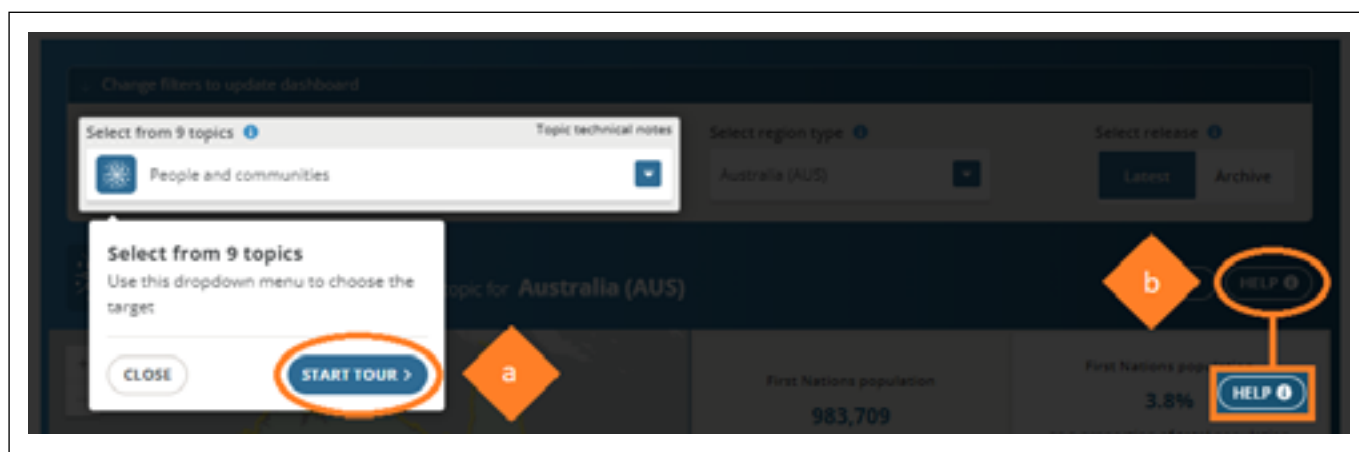 Change filters to update dashboard
Select from 9 topics
Topic technical notes
Select region type
Select release
People and communities
Australia (AUS)
Latest
Archive
Select from 9 topics
Use this dropdown menu to choose the
target
topic for Australia (AUS)
b
HELP
CLOSE
START TOUR >
a
First Nations population
983,709
First Nations
3.8%
HELP